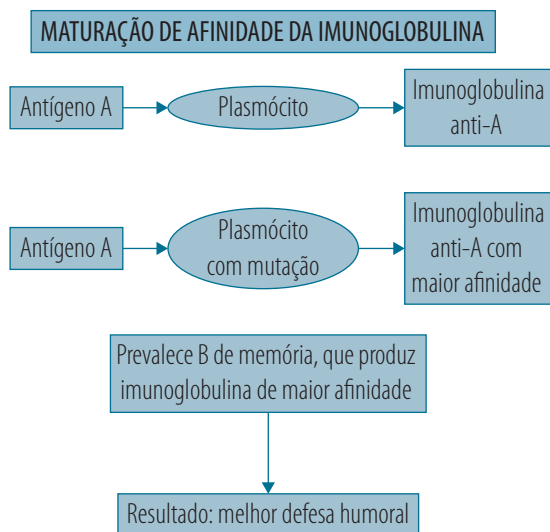 MATURAÇÃO DE AFINIDADE DA IMUNOGLOBULINA
Antígeno A
Plasmócito
Imunoglobulina
anti-A
Antígeno A
Plasmócito
com mutação
Imunoglobulina
anti-A com
maior afinidade
Prevalece B de memória, que produz
imunoglobulina de maior afinidade
Resultado: melhor defesa humoral